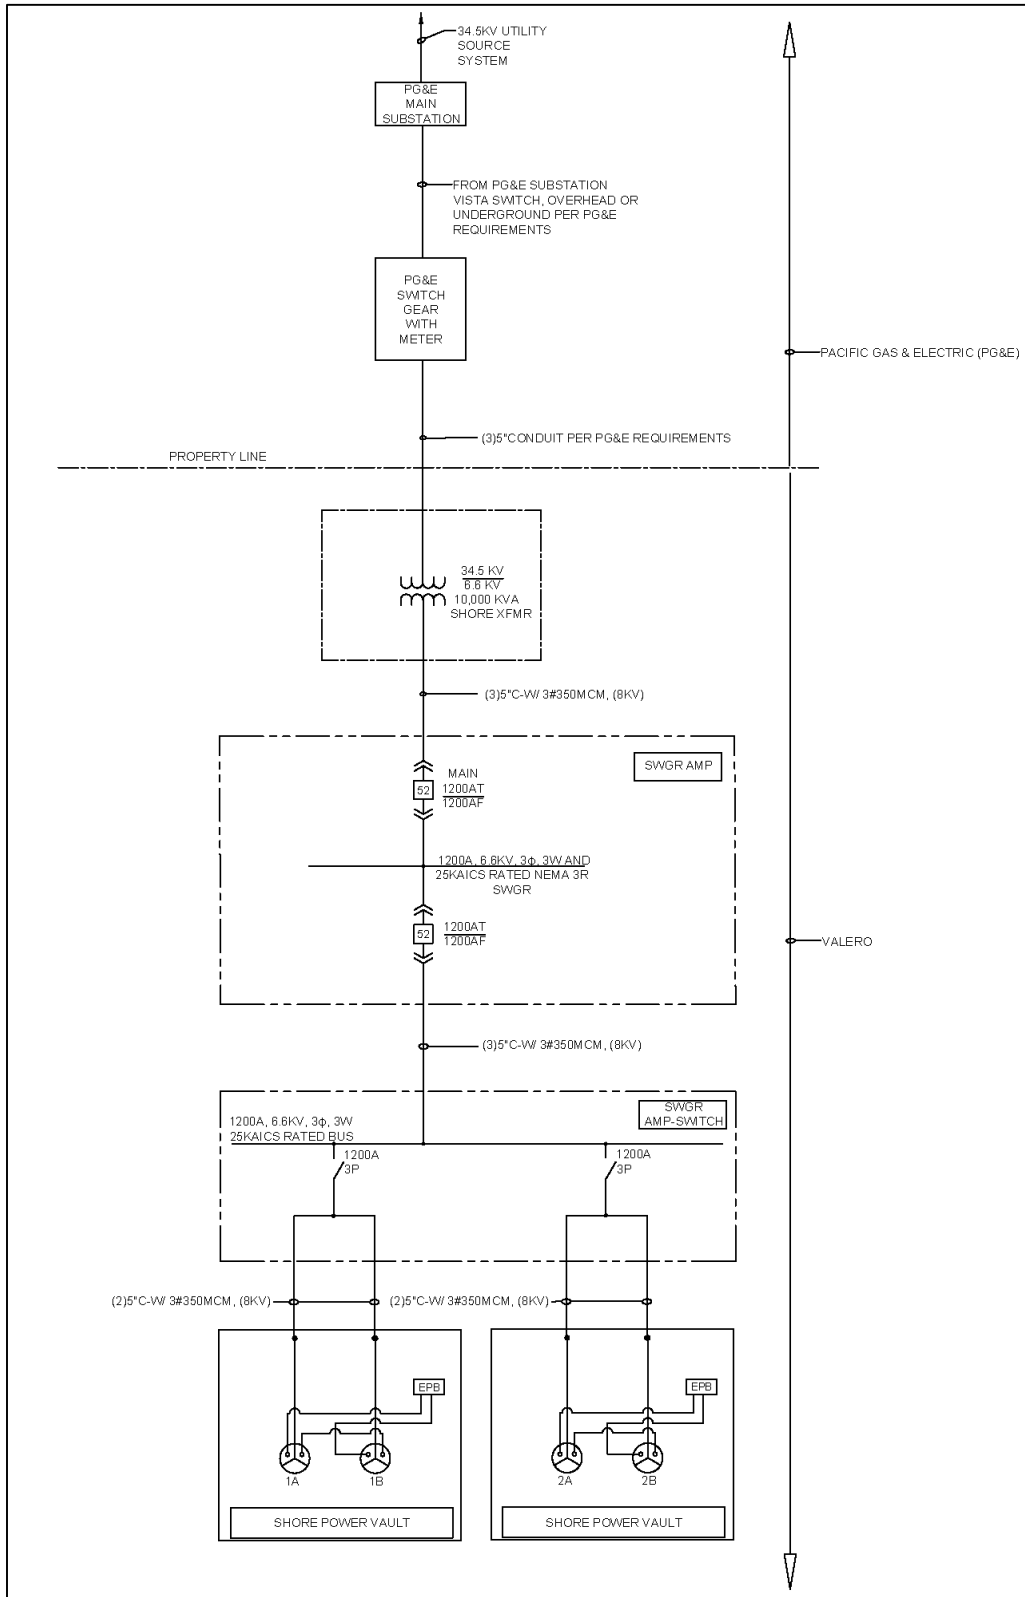 34.5KV UTILITY
SOURCE
SYSTEM
PG&E
MAIN
SUBSTATION
FROM PG&E SUBSTATION
VISTA SWITCH, OVERHEAD OR
UNDERGROUND PER PG&E
REQUIREMENTS
PG&E
SWITCH
GEAR
WITH
METER
PACIFIC GAS & ELECTRIC (PG&E)
(3)5"CONDUIT PER PG&E REQUIREMENTS
PROPERTY LINE
34.5 KV
6.6 KV
10,000 KVA
SHORE XFMR
(3)5"C-W/ 3#350MCM, (8KV)
SWGR AMP
MAIN
52
1200AT
1200AF
1200A, 6.6KV, 3ϕ, 3W AND
25KAICS RATED NEMA 3R
SWGR
52
1200AT
1200AF
VALERO
(3)5"C-W/ 3#350MCM, (8KV)
SWGR
AMP-SWITCH
1200A, 6.6KV, 3ϕ, 3W
25KAICS RATED BUS
1200A
3P
1200A
3P
(2)5"C-W/ 3#350MCM, (8KV)
(2)5"C-W/ 3#350MCM, (8KV)
EPB
EPB
1A
1B
2A
2B
SHORE POWER VAULT
SHORE POWER VAULT